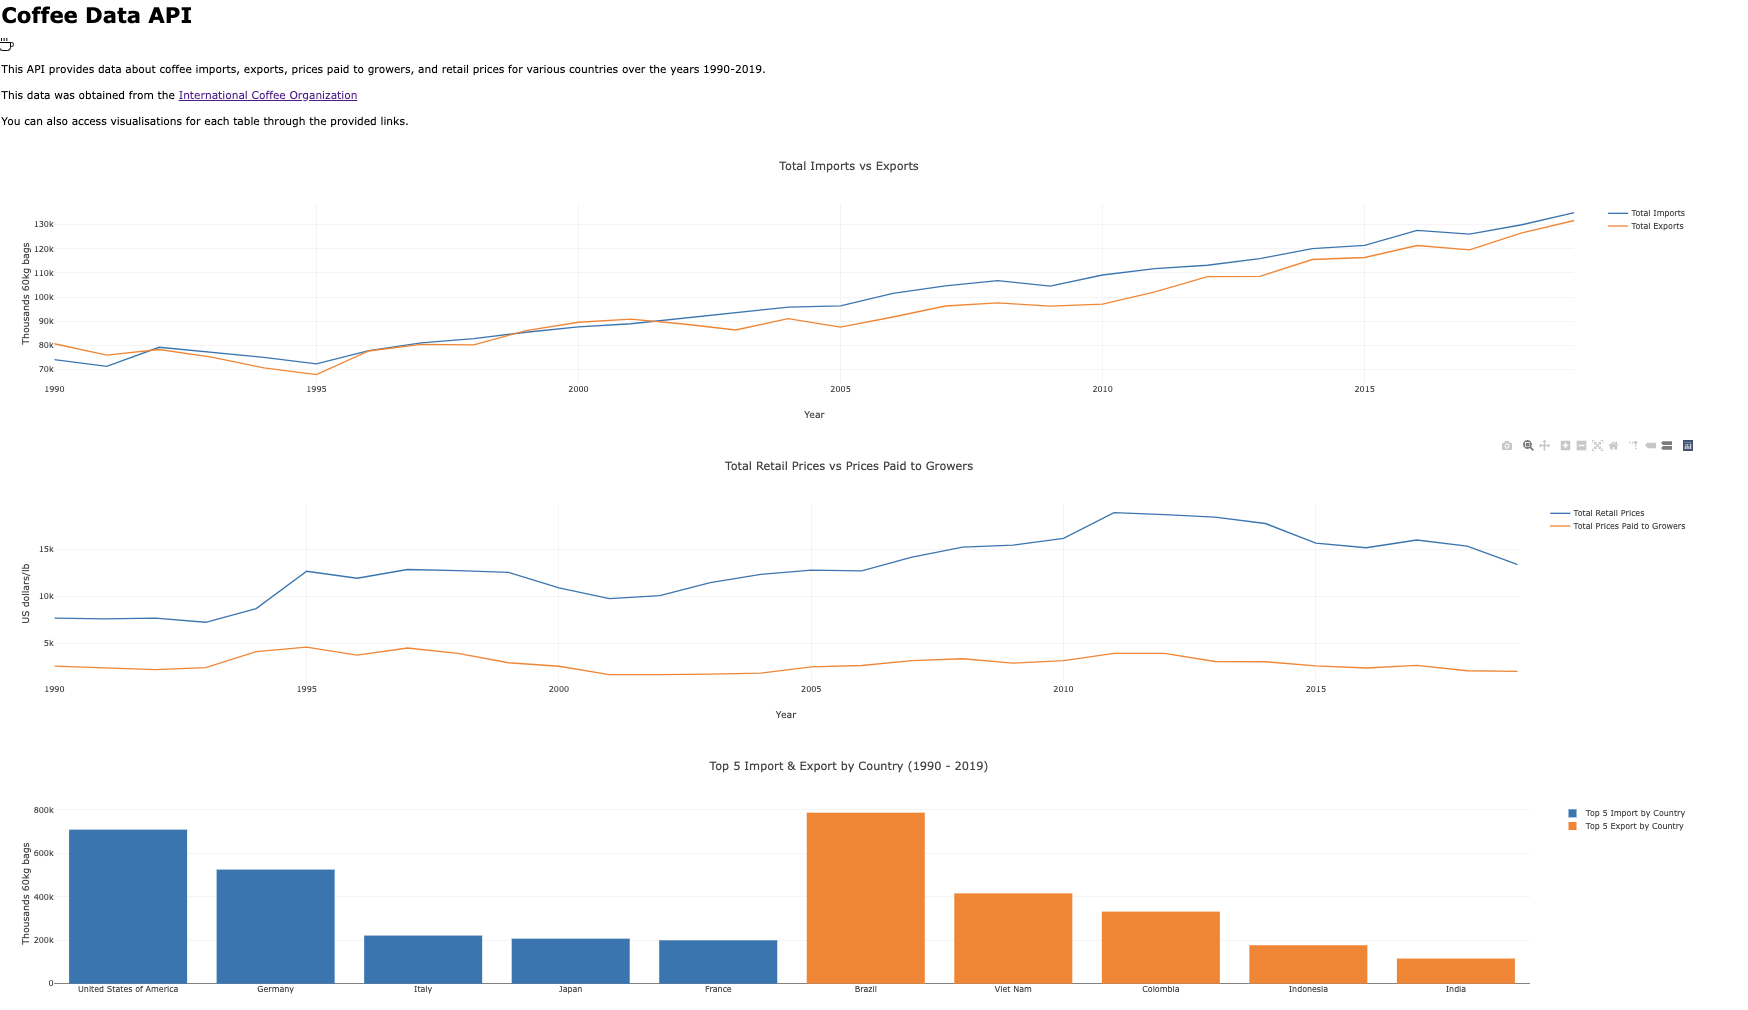 Coffee Data API
This API provides data about coffee imports, exports, prices paid to growers, and retail prices for various countries over the years 1990-2019.
This data was obtained from the International Coffee Organization
You can also access visualisations for each table through the provided links.
Total Imports vs Exports
Thousands 60kg bags
130k
120k
110k
100k
90k
80k
70k
1990 1995 2000 2005 2010 2015
Year
Total Imports
Total Exports
Total Retail Prices vs Prices Paid to Growers
US dollars/lb
15k
10k
5k
1990 1995 2000 2005 2010 2015
Year
Total Retail Prices
Total Prices Paid to Growers
Top 5 Import & Export by Country (1990 - 2019)
Thousands 60kg bags
800k
600k
400k
200k
0
United States of America Germany Italy Japan France Brazil Viet Nam Colombia Indonesia India
Top 5 Import by Country
Top 5 Export by Country